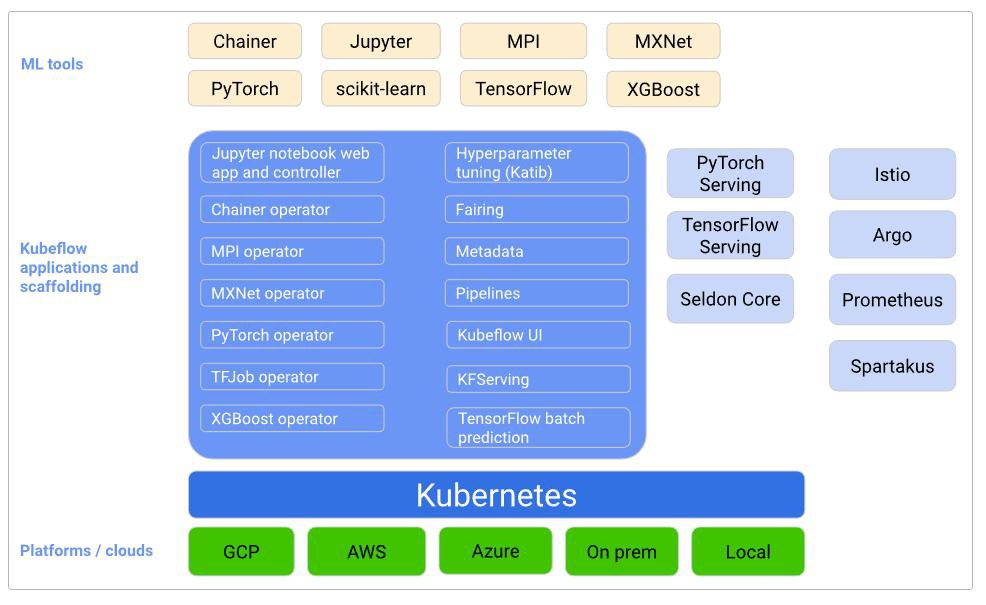 ML tools
Chainer
Jupyter
MPI
MXNet
PyTorch
scikit-learn
TensorFlow
XGBoost
Kubeflow
applications and
scaffolding
Jupyter notebook web
app and controller
Chainer operator
MPI operator
MXNet operator
PyTorch operator
TFJob operator
XGBoost operator
Hyperparameter
tuning (Katib)
Fairing
Metadata
Pipelines
Kubeflow UI
KFServing
TensorFlow batch
prediction
PyTorch
Serving
TensorFlow
Serving
Seldon Core
Istio
Argo
Prometheus
Spartakus
Kubernetes
Platforms / clouds
GCP
AWS
Azure
On prem
Local